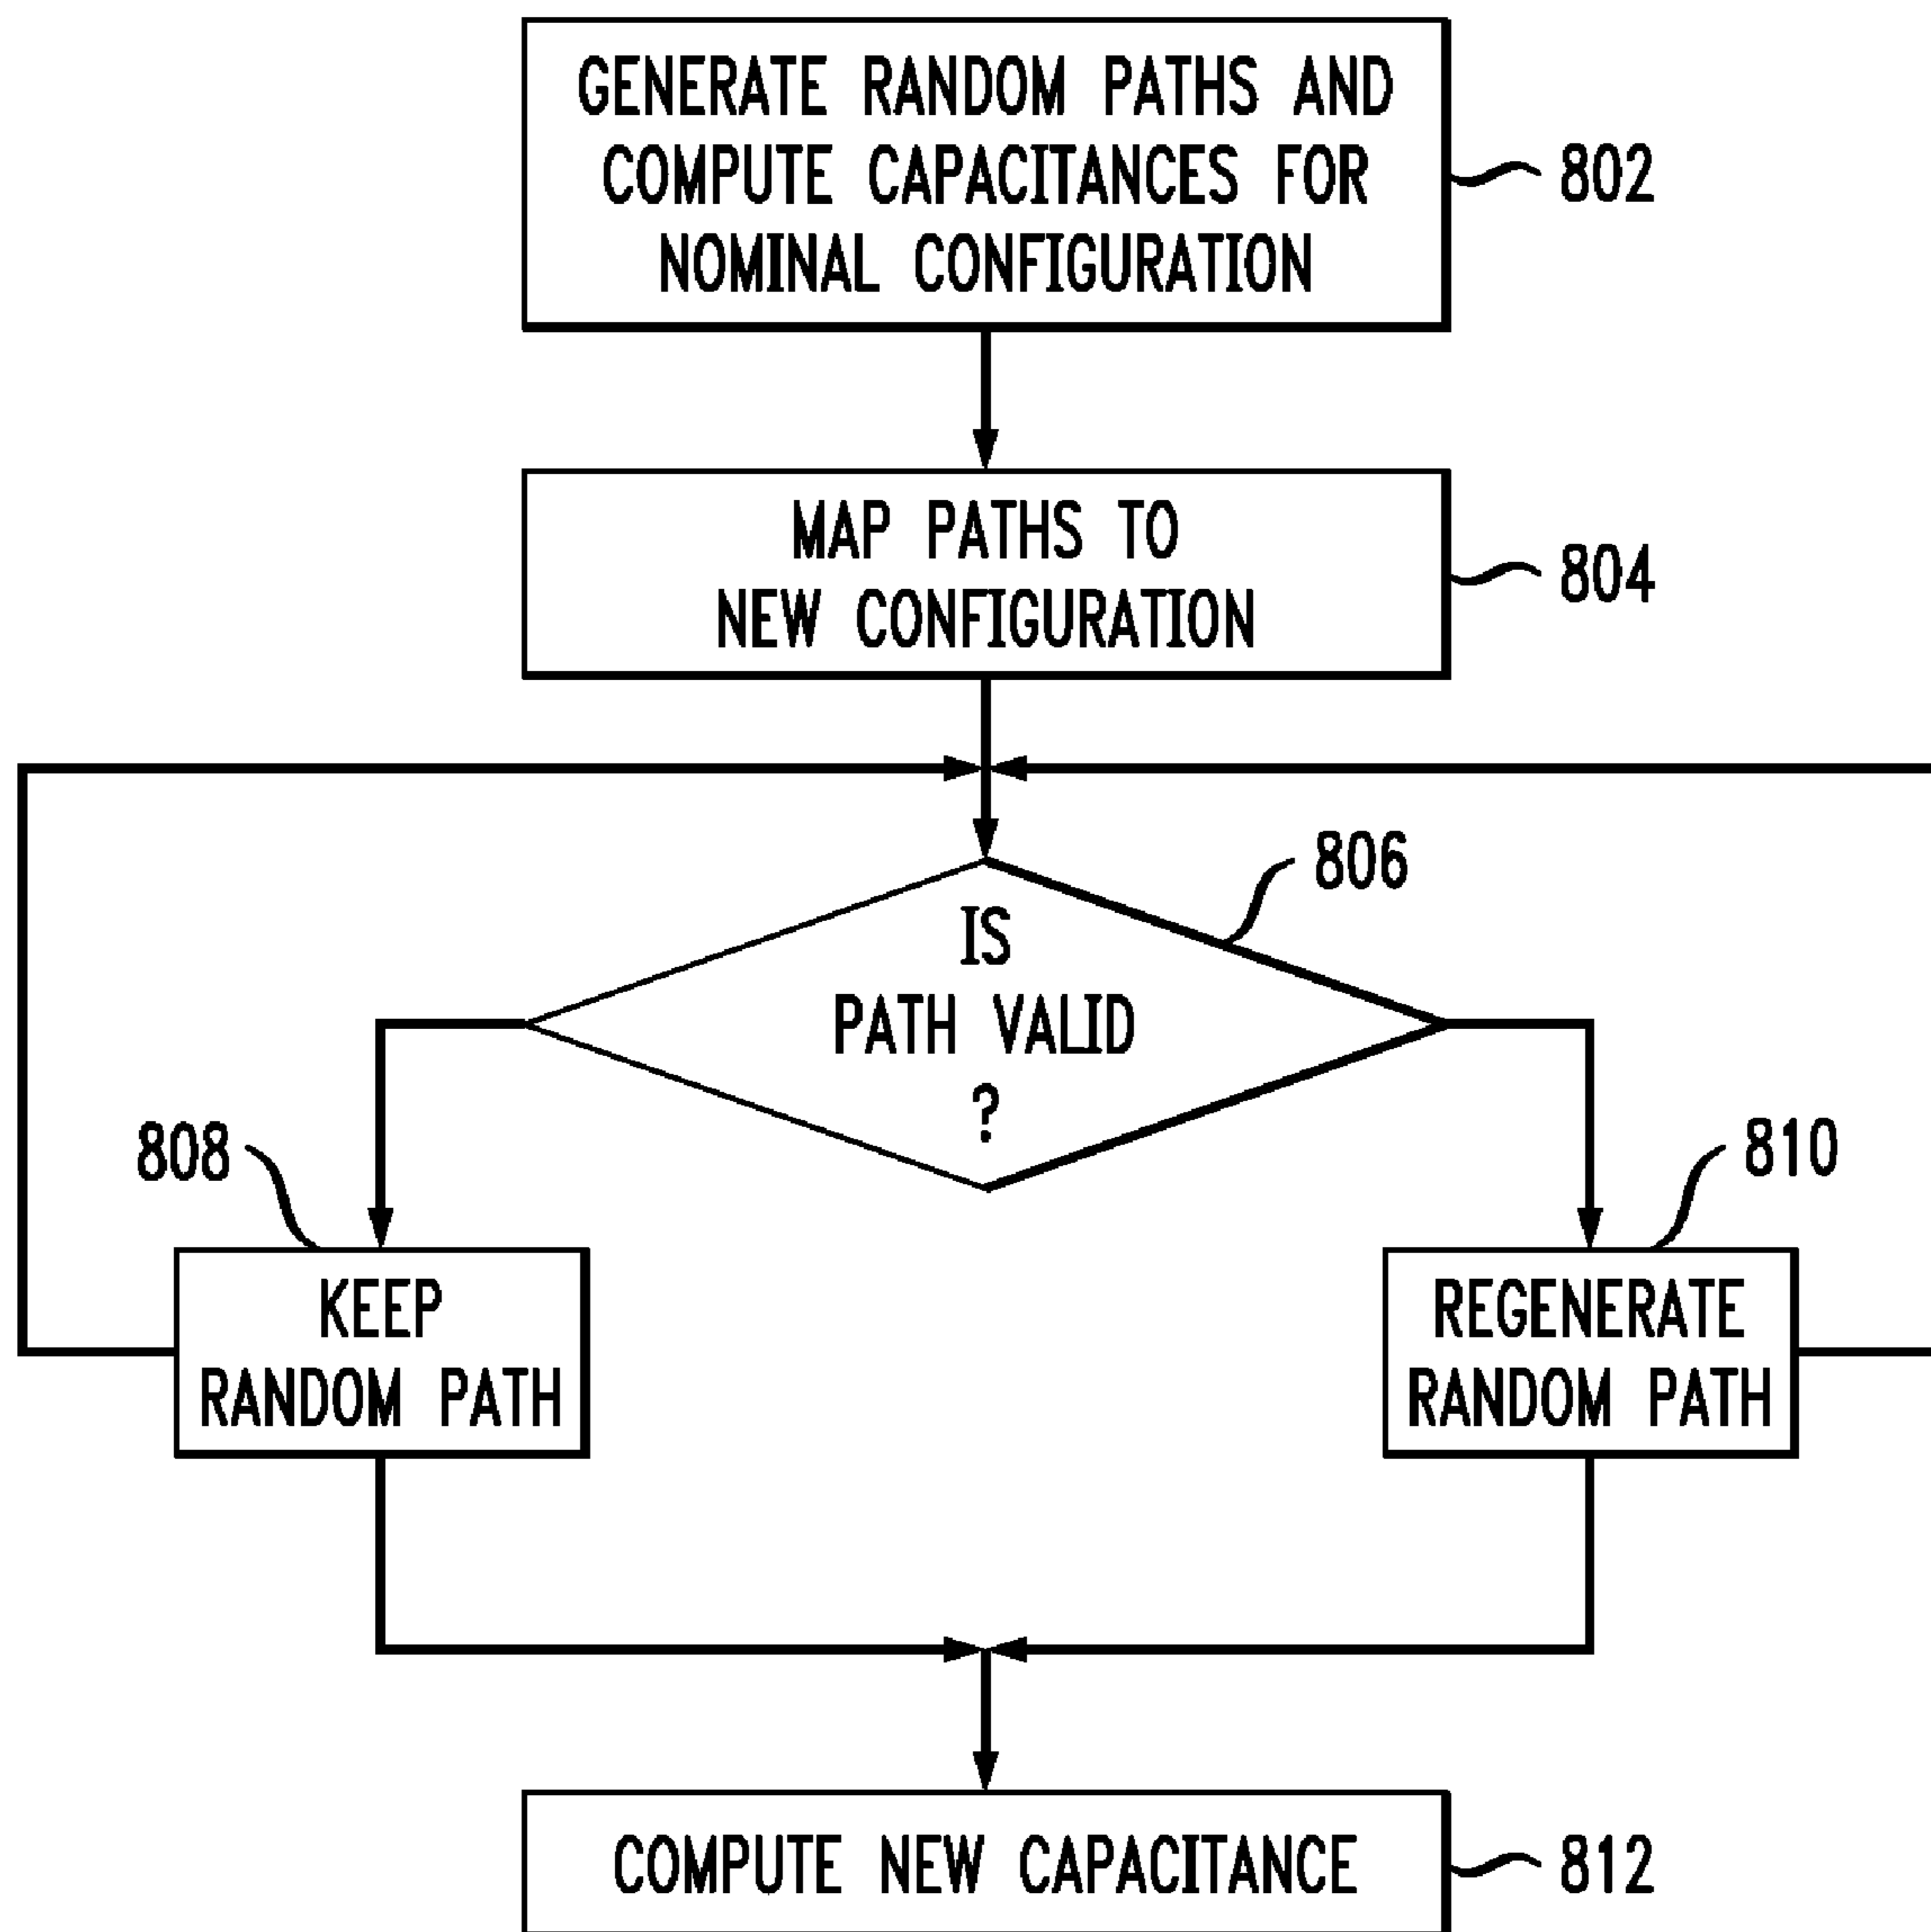 GENERATE RANDOM PATHS AND
COMPUTE CAPACITANCES FOR
NOMINAL CONFIGURATION
802
MAP PATHS TO
NEW CONFIGURATION
804
806
IS
PATH VALID
?
808
810
KEEP
RANDOM PATH
REGENERATE
RANDOM PATH
COMPUTE NEW CAPACITANCE
812